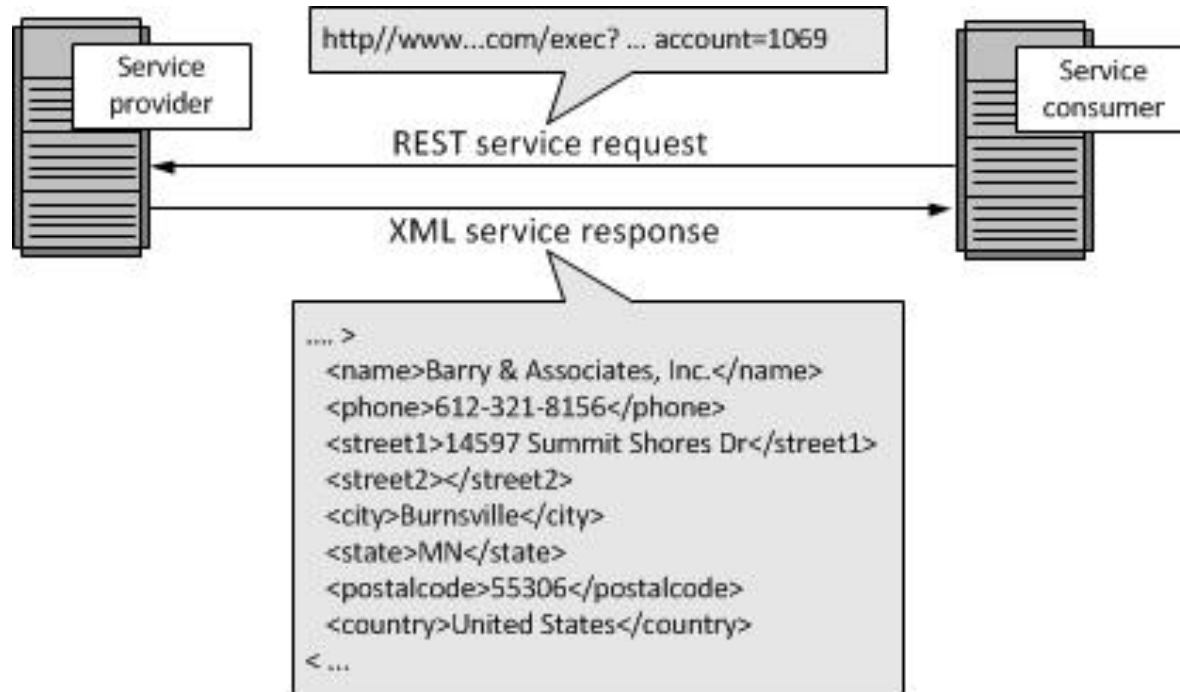 http//www...com/exec? ... account=1069
Service
provider
Service
consumer
REST service request
XML service response
.... >
<name>Barry & Associates, Inc.</name>
<phone>612-321-8156</phone>
<street1>14597 Summit Shores Dr</street1>
<street2></street2>
<city>Burnsville</city>
<state>MN</state>
<postalcode>55306</postalcode>
<country>United States</country>
< ...